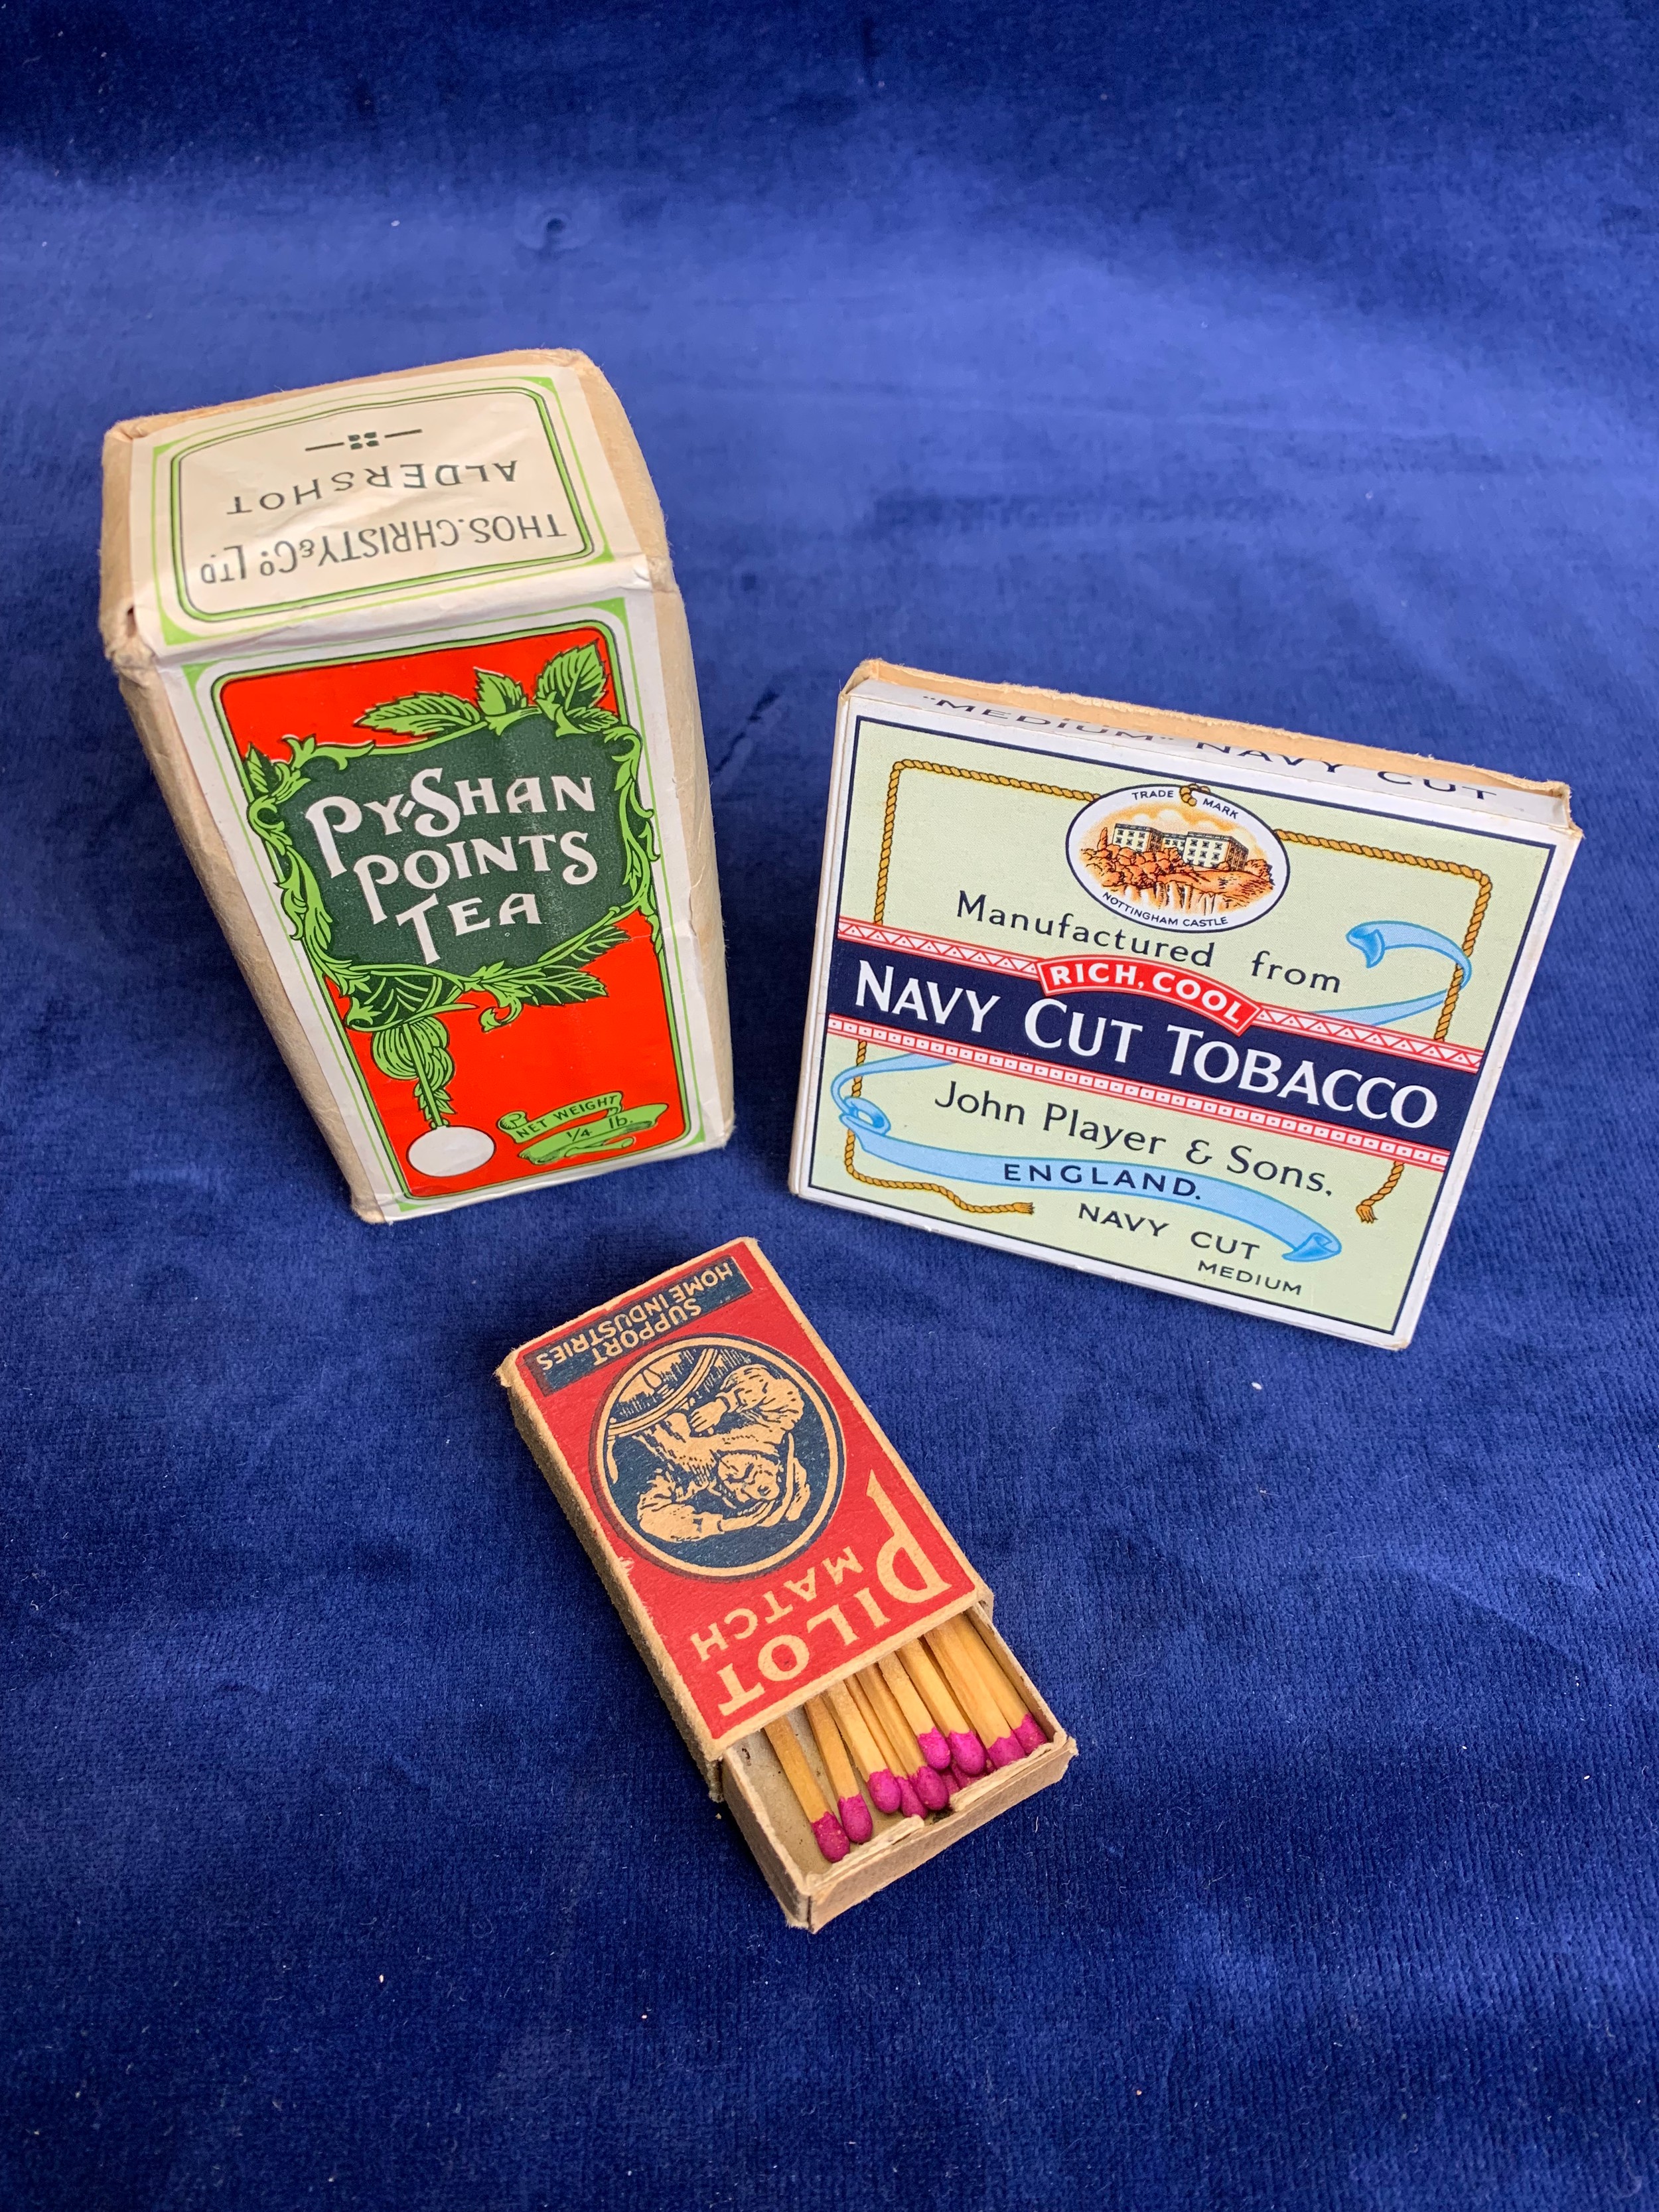 THOS. CHRISTY & Co. LTD
ALDERSHOT
PY-SHAN
POINTS
TEA
NET WEIGHT
1/4 lb.
"MEDIUM" NAVY CUT
TRADE MARK
NOTTINGHAM CASTLE
Manufactured from
RICH, COOL
NAVY CUT TOBACCO
John Player & Sons.
ENGLAND.
NAVY CUT
MEDIUM
PILOT
MATCH
SUPPORT
HOME INDUSTRIES